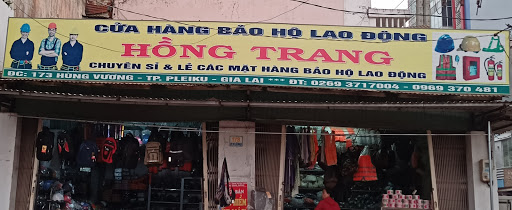 CỬA HÀNG BẢO HỘ LAO ĐỘNG
HỒNG TRANG
CHUYÊN SỈ & LẺ CÁC MẶT HÀNG BẢO HỘ LAO ĐỘNG
ĐC: 173 HÙNG VƯƠNG - TP. PLEIKU - GIA LAI *** ĐT: 0269 3717004 - 0969 370 481